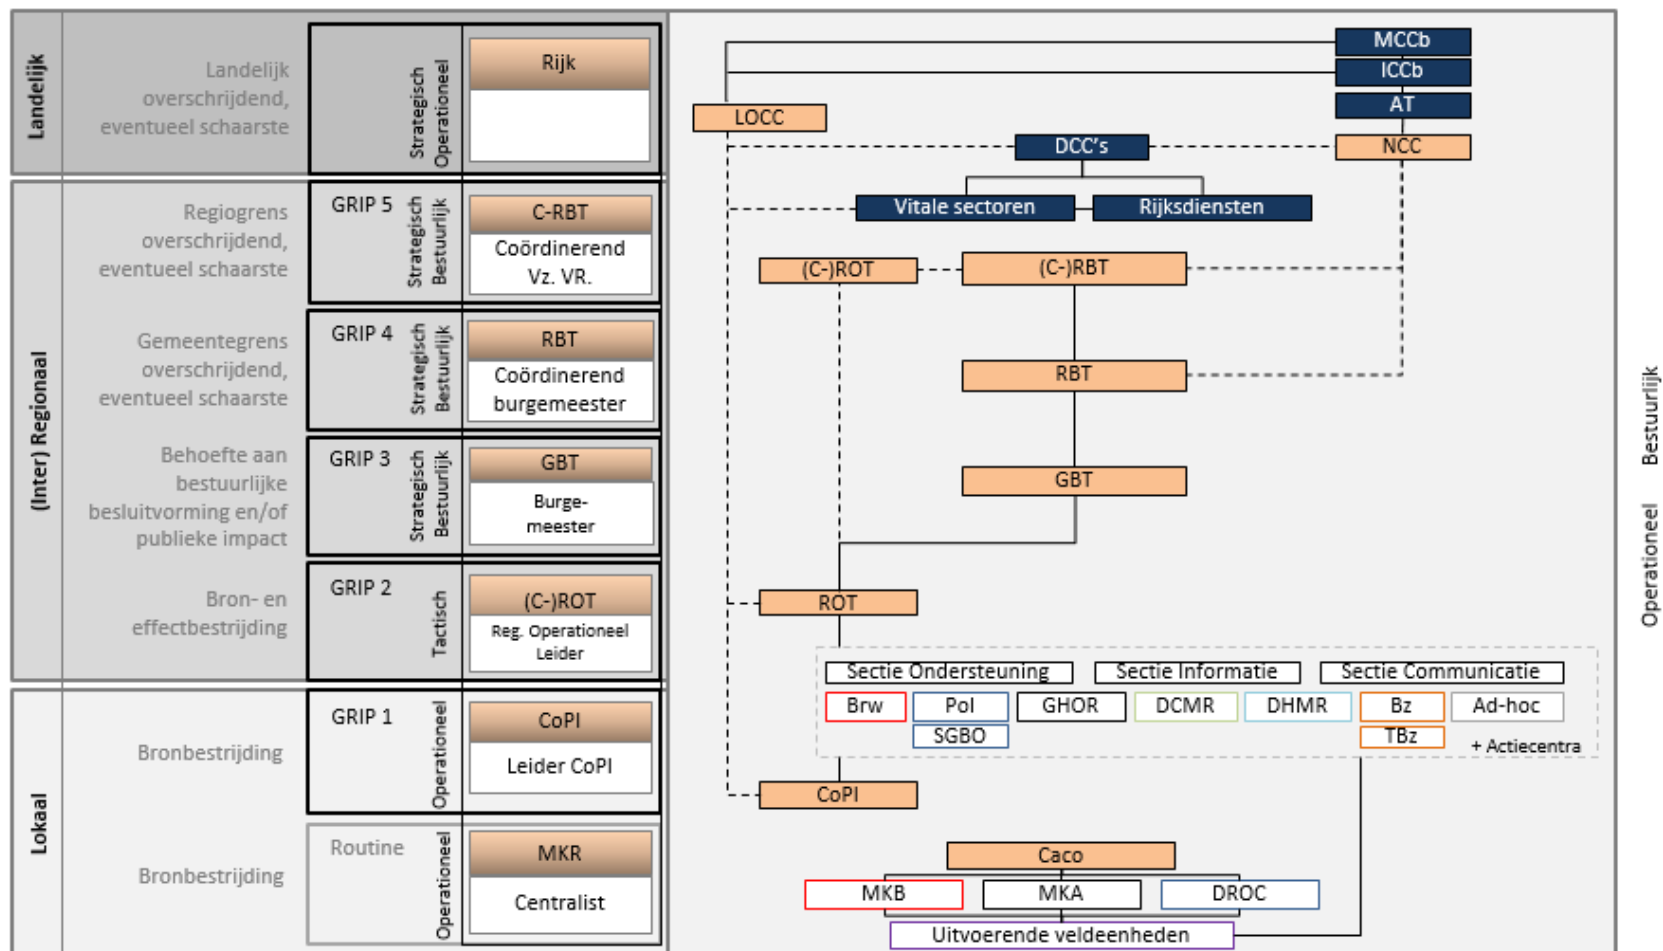 Landelijk
Landelijk
overschrijdend,
eventueel schaarste
Strategisch
Operationeel
Rijk
(Inter) Regionaal
Regiogrens
overschrijdend,
eventueel schaarste
GRIP 5
Strategisch
Bestuurlijk
C-RBT
Coördinerend
Vz. VR.
Gemeentegrens
overschrijdend,
eventueel schaarste
GRIP 4
Strategisch
Bestuurlijk
RBT
Coördinerend
burgemeester
Behoefte aan
bestuurlijke
besluitvorming en/of
publieke impact
GRIP 3
Strategisch
Bestuurlijk
GBT
Burge-
meester
Bron- en
effectbestrijding
GRIP 2
Tactisch
(C-)ROT
Reg. Operationeel
Leider
Lokaal
Bronbestrijding
GRIP 1
Operationeel
CoPI
Leider CoPI
Bronbestrijding
Routine
Operationeel
MKR
Centralist
MCCb
ICCb
AT
LOCC
DCC's
NCC
Vitale sectoren
Rijksdiensten
(C-)ROT
(C-)RBT
RBT
GBT
ROT
Sectie Ondersteuning
Sectie Informatie
Sectie Communicatie
Brw
Pol
GHOR
DCMR
DHMR
Bz
Ad-hoc
SGBO
TBz
+ Actiecentra
CoPI
Caco
MKB
MKA
DROC
Uitvoerende veldeenheden
Bestuurlijk
Operationeel